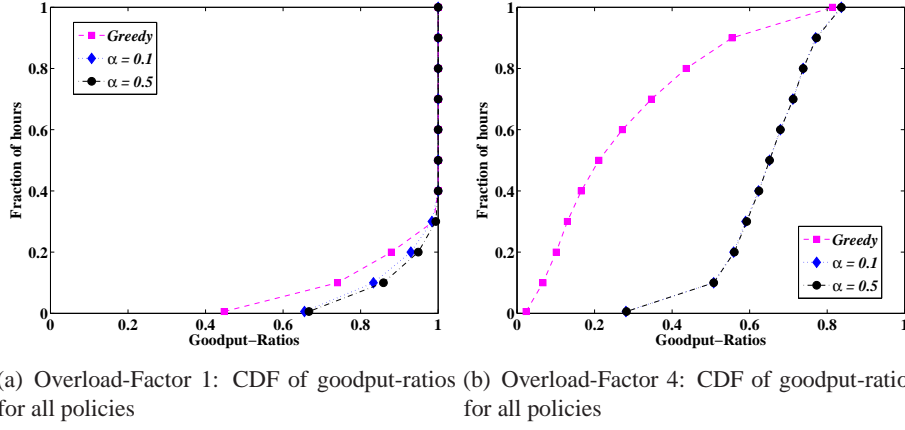 1
0.8
0.6
0.4
0.2
0
Fraction of hours
Greedy
α = 0.1
α = 0.5
0 0.2 0.4 0.6 0.8 1
Goodput−Ratios
1
0.8
0.6
0.4
0.2
0
Fraction of hours
Greedy
α = 0.1
α = 0.5
0 0.2 0.4 0.6 0.8 1
Goodput−Ratios
(a) Overload-Factor 1: CDF of goodput-ratios
for all policies
(b) Overload-Factor 4: CDF of goodput-ratio
for all policies